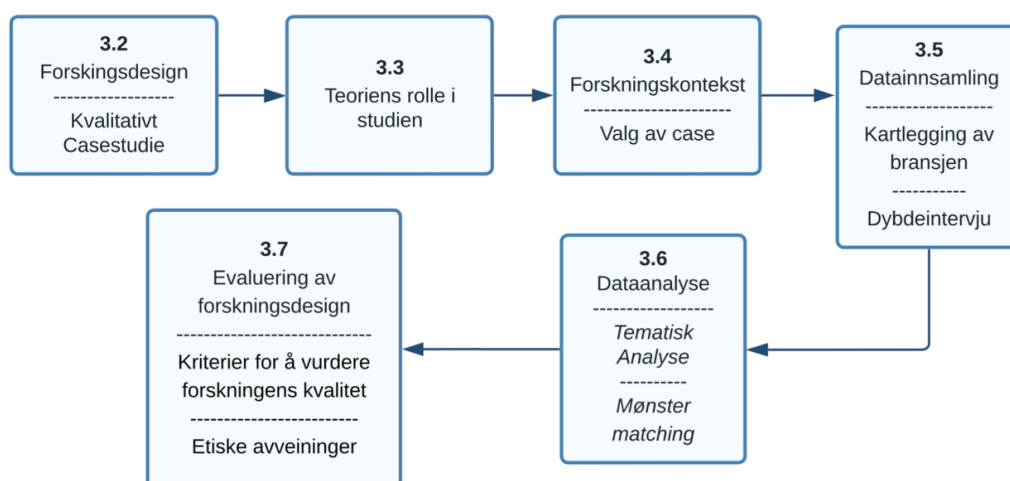 3.2
Forskingsdesign
------------------
Kvalitativt
Casestudie
3.3
Teoriens rolle i
studien
3.4
Forskningskontekst
----------------------
Valg av case
3.5
Datainnsamling
-------------------
Kartlegging av
bransjen
-----------
Dybdeintervju
3.6
Dataanalyse
------------------
Tematisk
Analyse
----------
Mønster
matching
3.7
Evaluering av
forskningsdesign
-----------------------------
Kriterier for å vurdere
forskningens kvalitet
-------------------------
Etiske avveininger